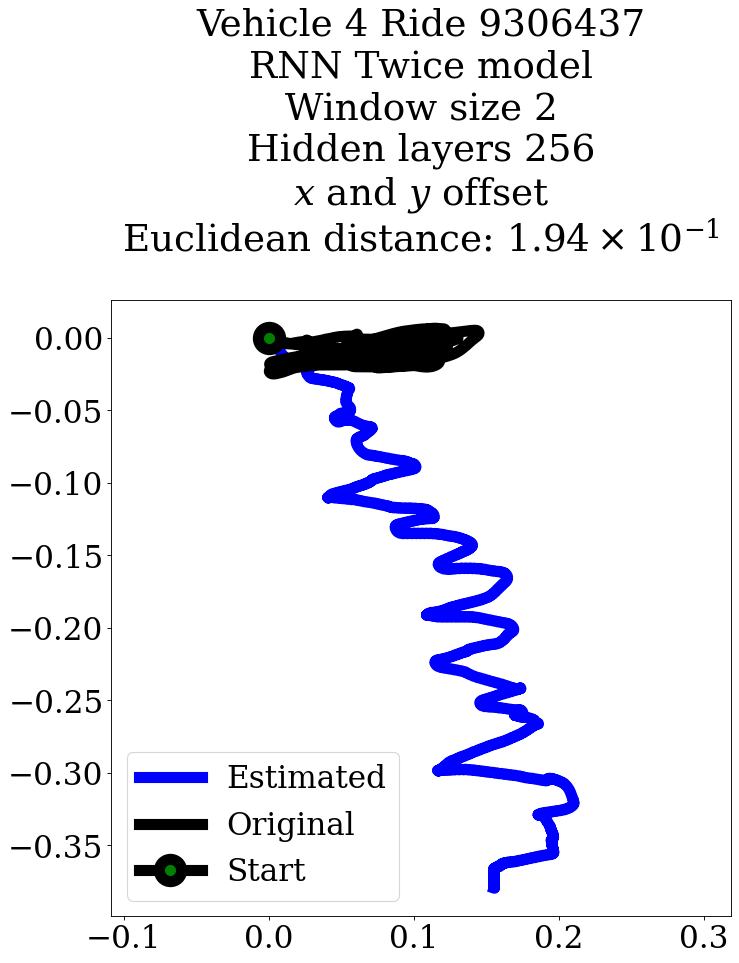 Vehicle 4 Ride 9306437
RNN Twice model
Window size 2
Hidden layers 256
x and y offset
Euclidean distance: 1.94 × 10⁻¹
0.00
−0.05
−0.10
−0.15
−0.20
−0.25
−0.30
−0.35
Estimated
Original
Start
−0.1 0.0 0.1 0.2 0.3